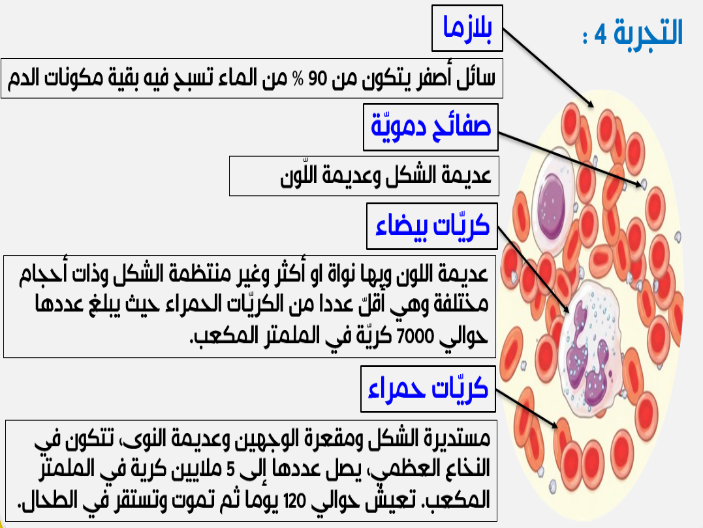 التجربة 4 :
بلازما
سائل أصفر يتكون من 90 % من الماء تسبح فيه بقية مكونات الدم
صفائح دمويّة
عديمة الشكل وعديمة اللّون
كريّات بيضاء
عديمة اللون وبها نواة او أكثر وغير منتظمة الشكل وذات أحجام
مختلفة وهي أقلّ عددا من الكريّات الحمراء حيث يبلغ عددها
حوالي 7000 كريّة في الملمتر المكعب.
كريّات حمراء
مستديرة الشكل ومقعرة الوجهين وعديمة النوى، تتكون في
النخاع العظمي، يصل عددها إلى 5 ملايين كرية في الملمتر
المكعب. تعيش حوالي 120 يوما ثم تموت وتستقر في الطحال.